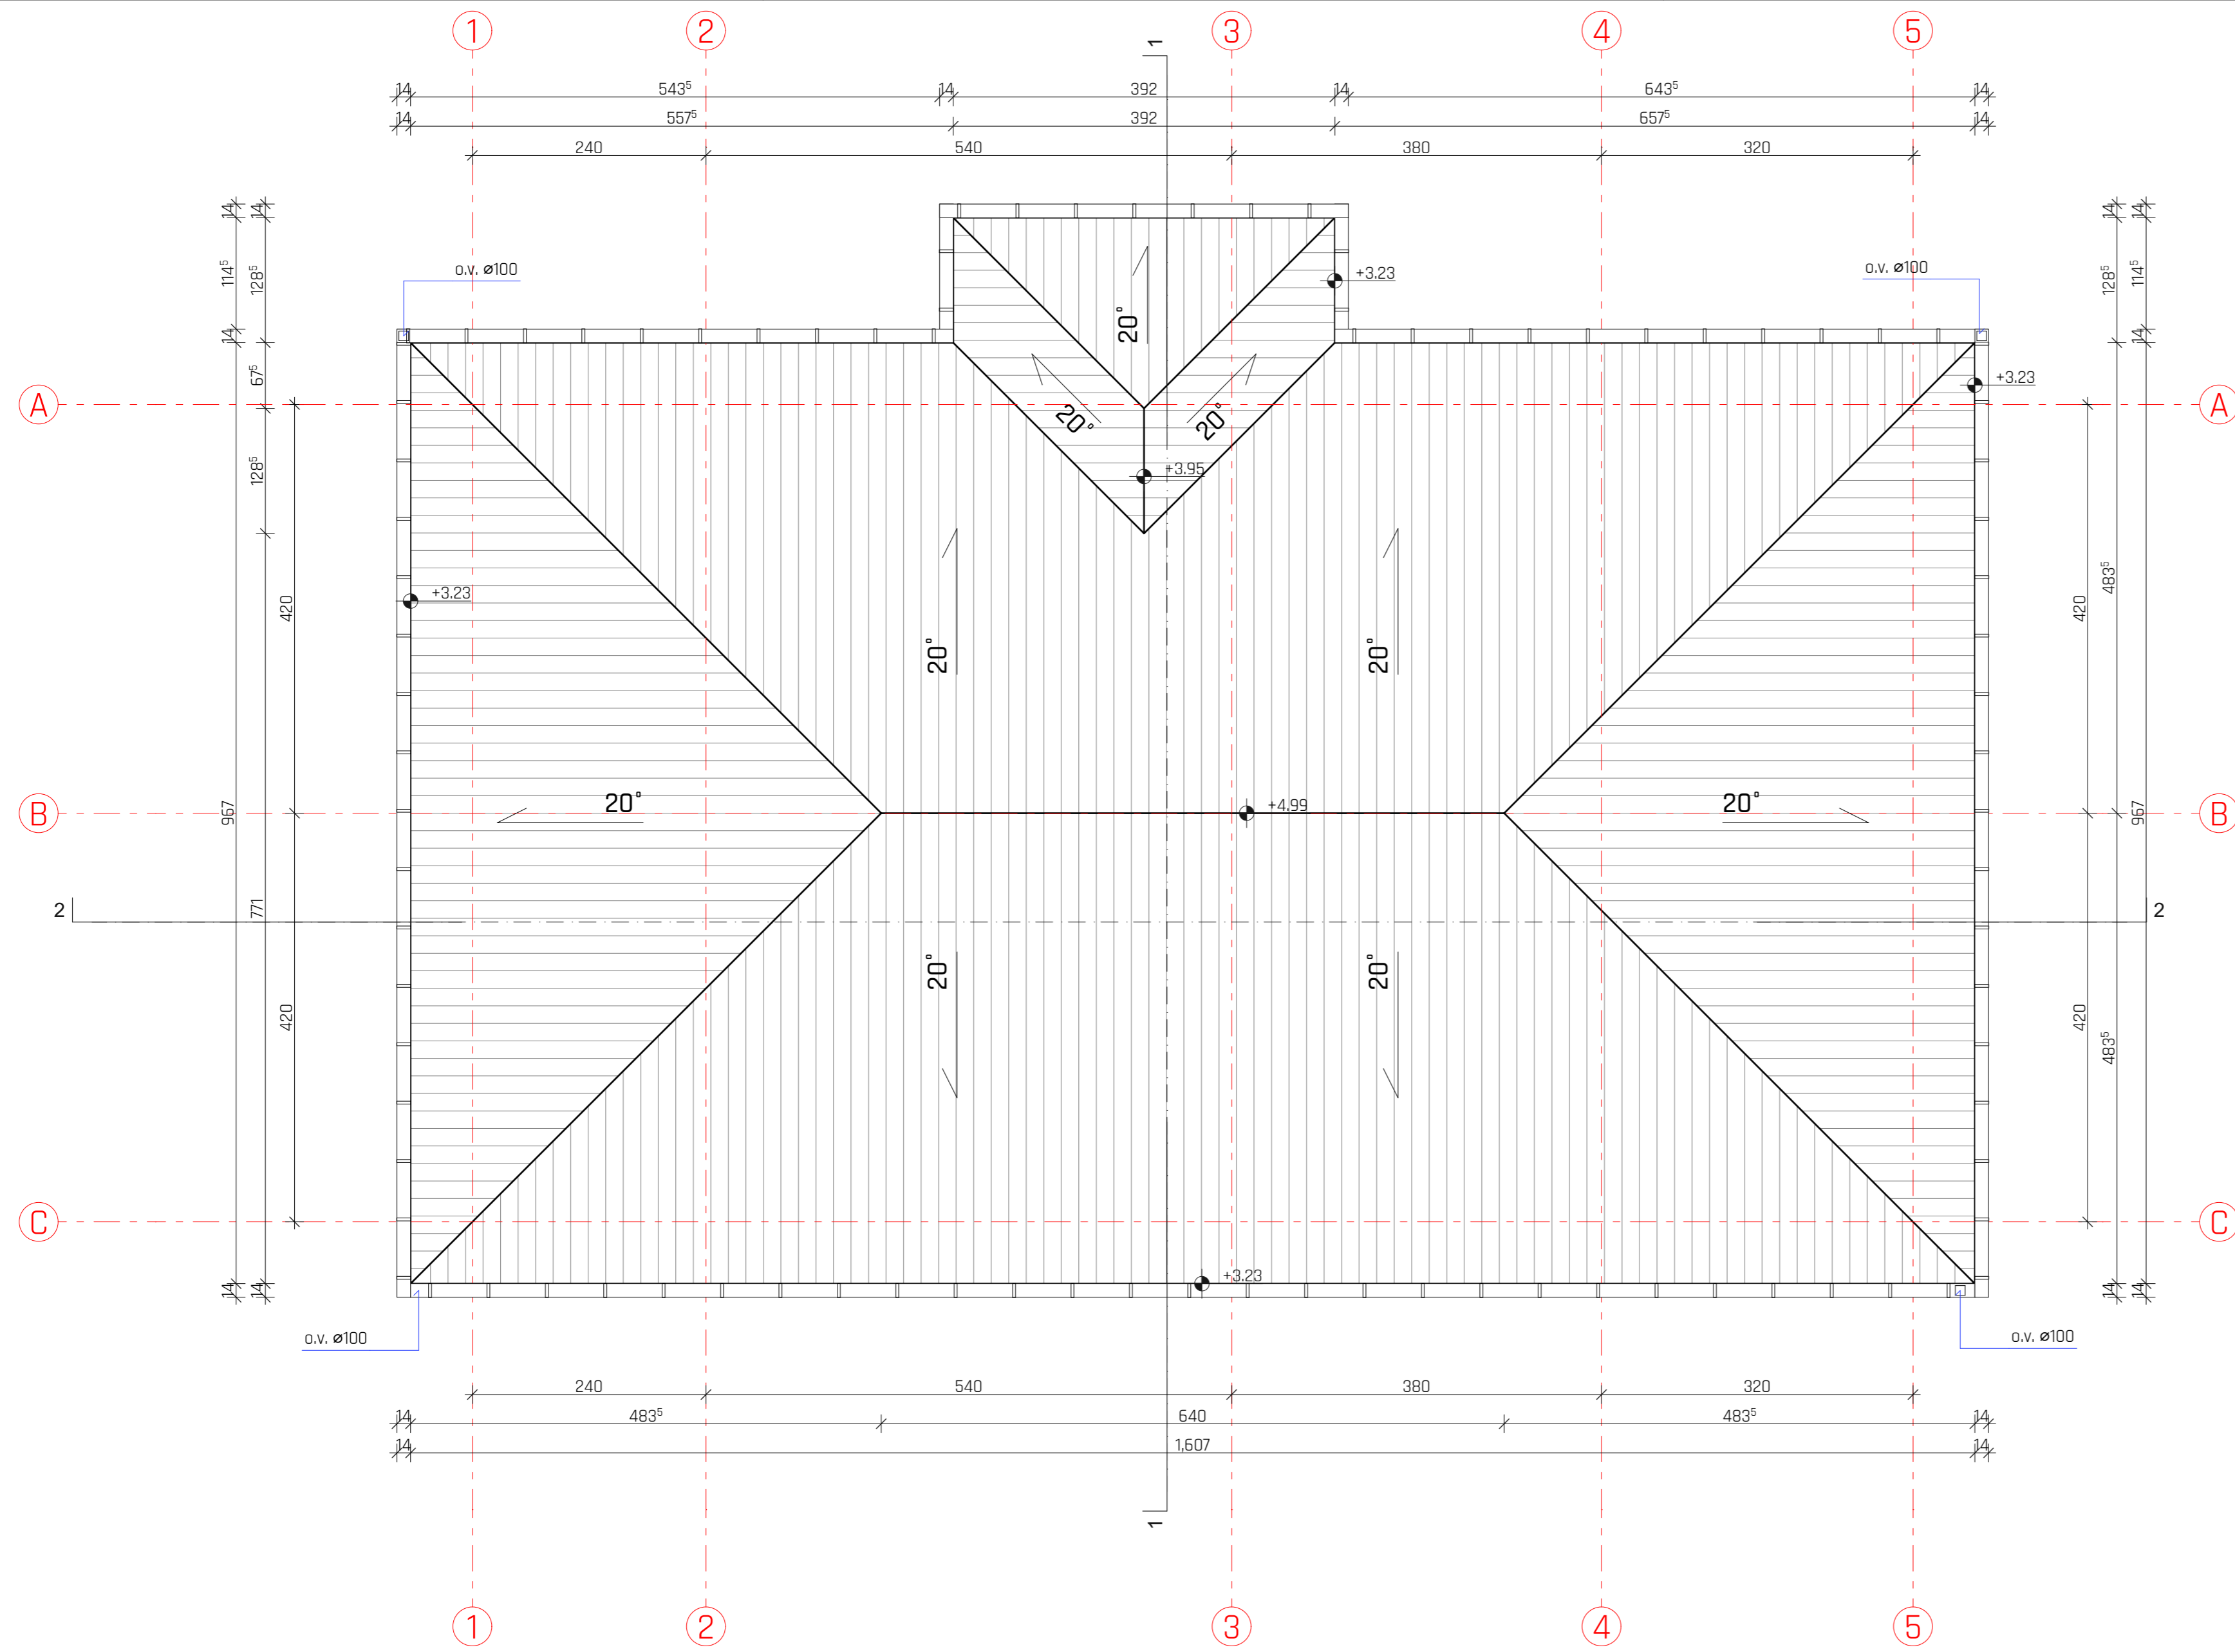 1 2 3 4 5
1
14 543⁵ 14 392 14 643⁵ 14
14 557⁵ 392 657⁵ 14
240 540 380 320
14 14 14 14
114⁵ 128⁵ 128⁵ 114⁵
o.v. ⌀100 o.v. ⌀100
+3.23
20°
14 14
67⁵
+3.23
A A
20° 20°
128⁵ +3.95
483⁵
+3.23
420 420
20° 20°
20° 20°
967 +4.99 967
B B
771
2 2
20° 20°
420 420
483⁵
C C
+3.23
14 14 14 14
o.v. ⌀100 o.v. ⌀100
240 540 380 320
14 483⁵ 640 483⁵ 14
14 1,607 14
1
1 2 3 4 5